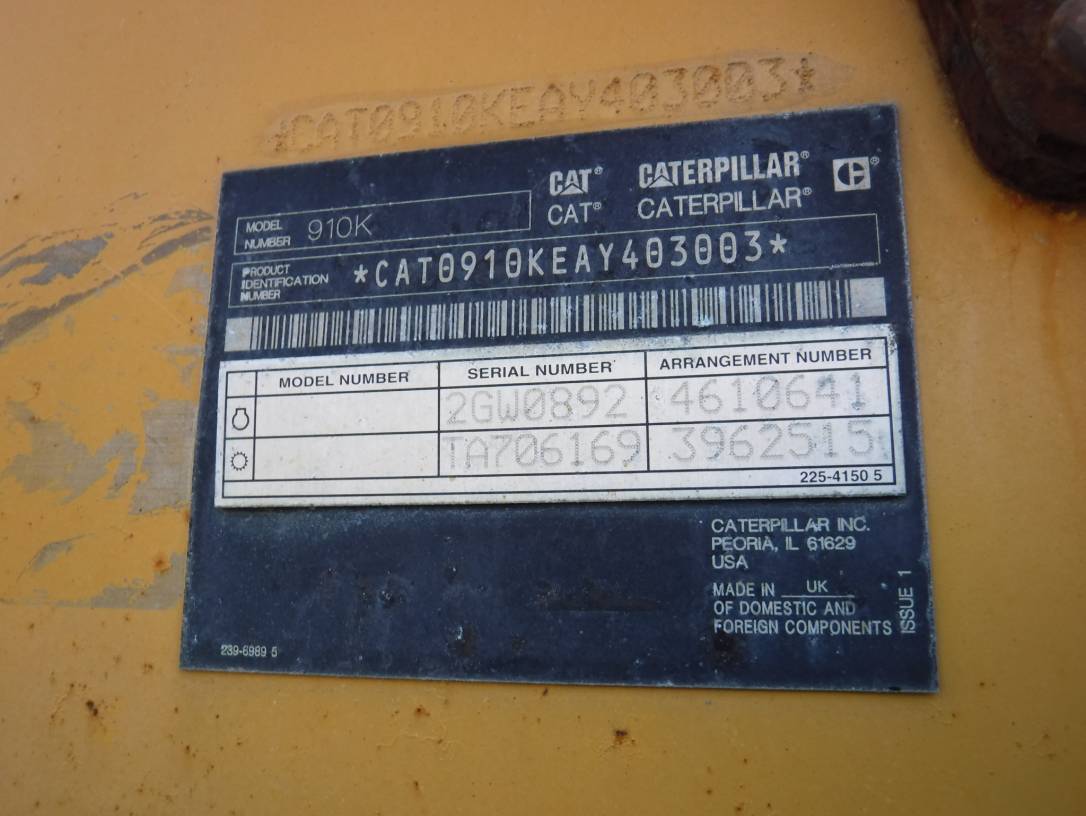 *CAT0910KEAY403003*
CAT® CATERPILLAR® ®
CAT® CATERPILLAR®
MODEL NUMBER 910K
PRODUCT IDENTIFICATION NUMBER *CAT0910KEAY403003*
MODEL NUMBER SERIAL NUMBER ARRANGEMENT NUMBER
2GW0892 4610641
TA706169 3962515
225-4150 5
CATERPILLAR INC.
PEORIA, IL 61629
USA
MADE IN UK
OF DOMESTIC AND
FOREIGN COMPONENTS
ISSUE 1
239-6989 5